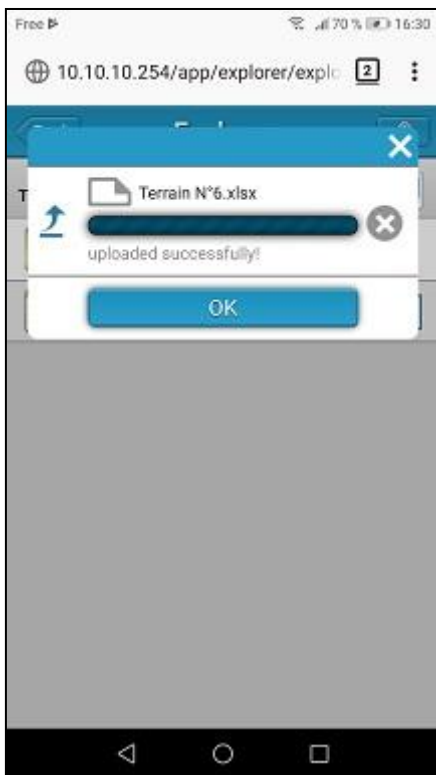 Free 70 % 16:30
10.10.10.254/app/explorer/explo 2
Terrain N°6.xlsx
uploaded successfully!
OK